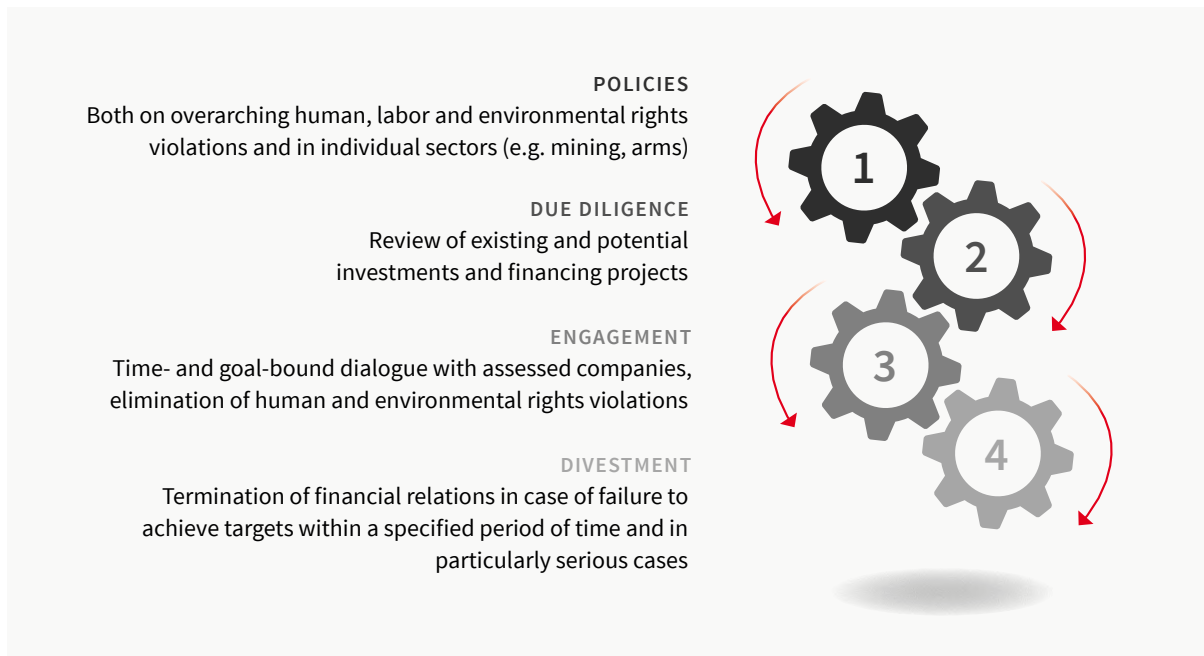 POLICIES
Both on overarching human, labor and environmental rights
violations and in individual sectors (e.g. mining, arms)
1
DUE DILIGENCE
Review of existing and potential
investments and financing projects
2
ENGAGEMENT
Time- and goal-bound dialogue with assessed companies,
elimination of human and environmental rights violations
3
DIVESTMENT
Termination of financial relations in case of failure to
achieve targets within a specified period of time and in
particularly serious cases
4